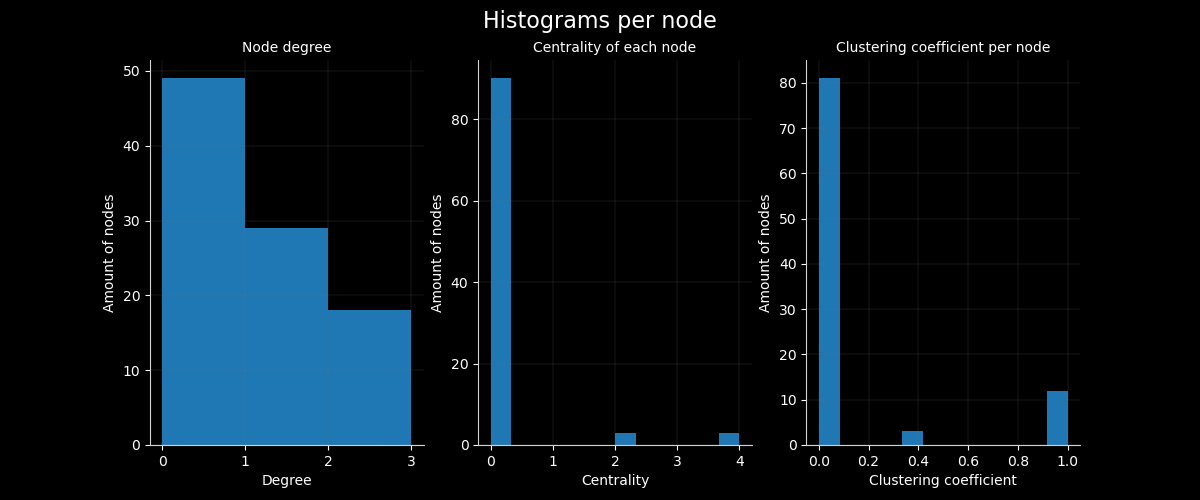 Histograms per node
Node degree
Amount of nodes
50
40
30
20
10
0
0 1 2 3
Degree
Centrality of each node
Amount of nodes
80
60
40
20
0
0 1 2 3 4
Centrality
Clustering coefficient per node
Amount of nodes
80
70
60
50
40
30
20
10
0
0.0 0.2 0.4 0.6 0.8 1.0
Clustering coefficient